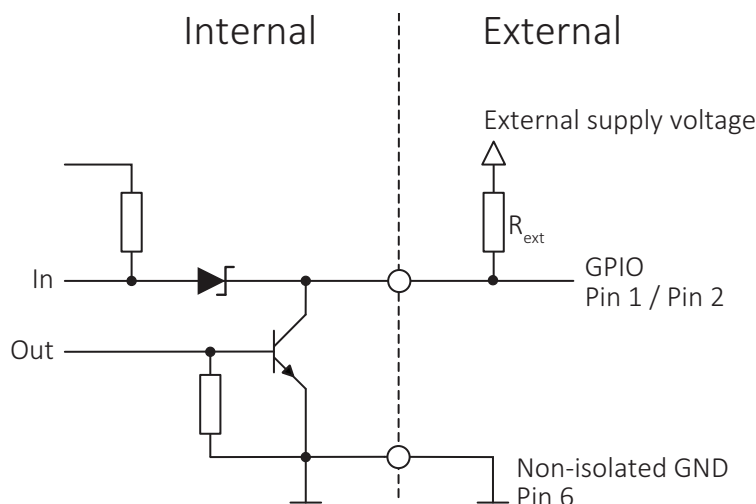 Internal
External
External supply voltage
R_ext
In
GPIO
Pin 1 / Pin 2
Out
Non-isolated GND
Pin 6